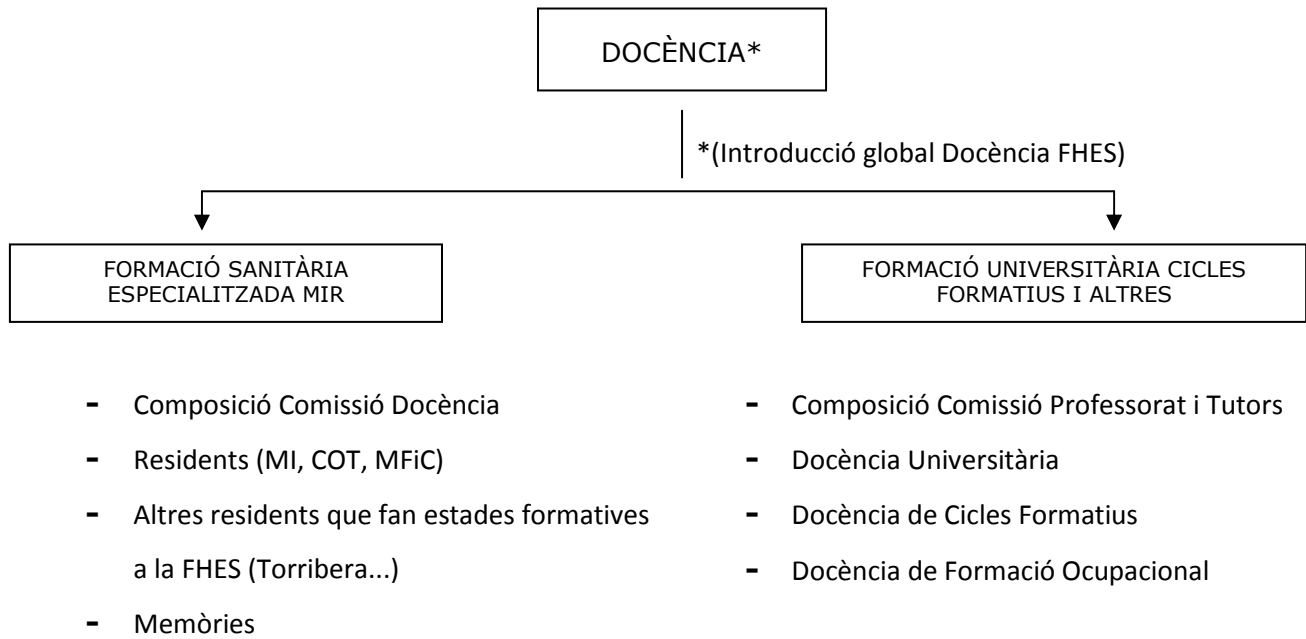 DOCÈNCIA*
*(Introducció global Docència FHES)
FORMACIÓ SANITÀRIA
ESPECIALITZADA MIR
- Composició Comissió Docència
- Residents (MI, COT, MFiC)
- Altres residents que fan estades formatives
a la FHES (Torribera...)
- Memòries
FORMACIÓ UNIVERSITÀRIA CICLES
FORMATIUS I ALTRES
- Composició Comissió Professorat i Tutors
- Docència Universitària
- Docència de Cicles Formatius
- Docència de Formació Ocupacional